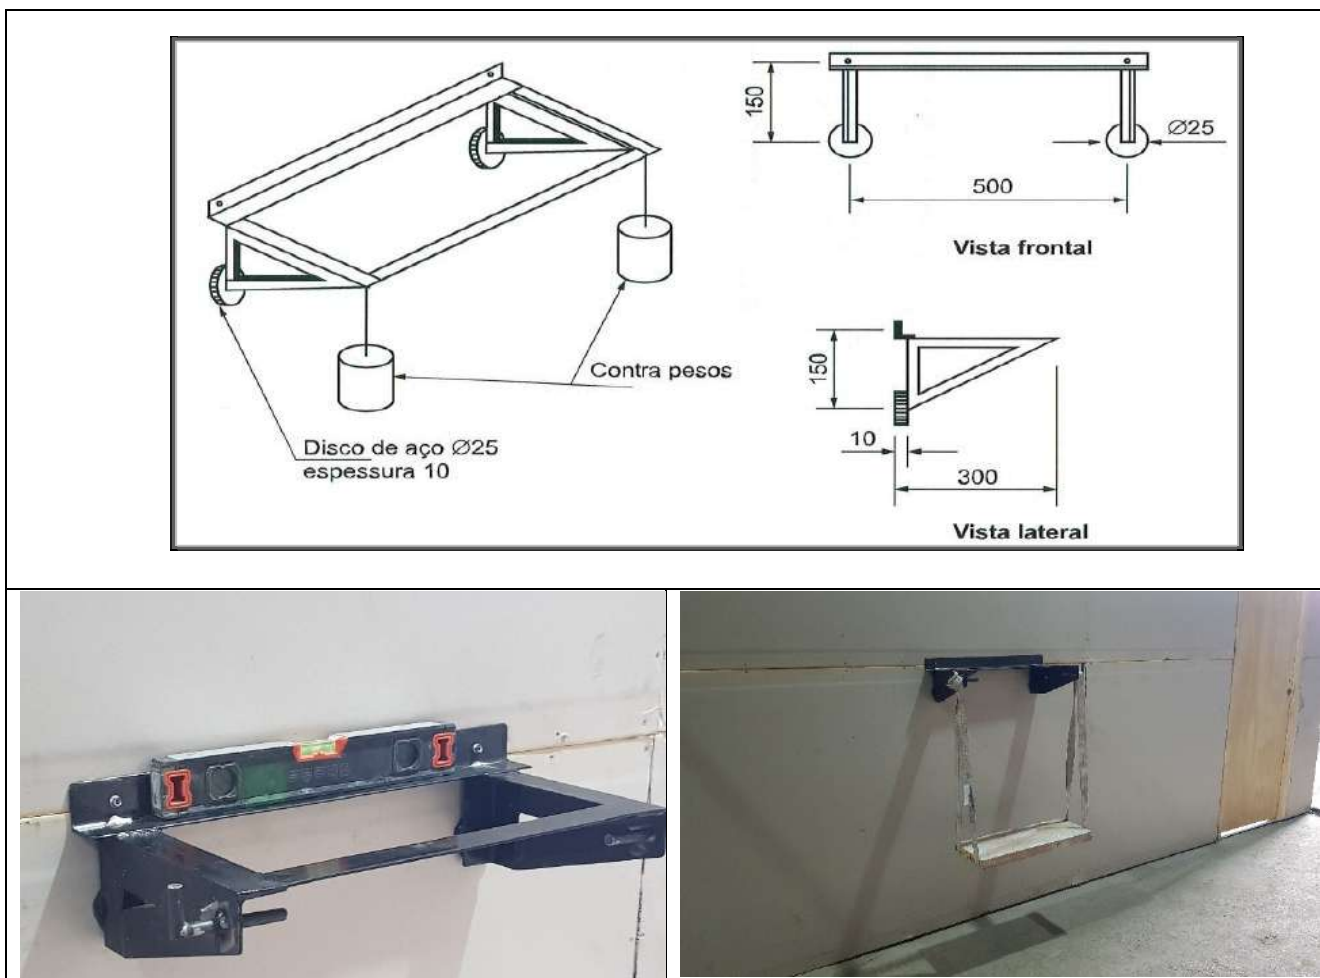 150
Ø25
500
Vista frontal
Contra pesos
Disco de aço Ø25
espessura 10
150
10
300
Vista lateral